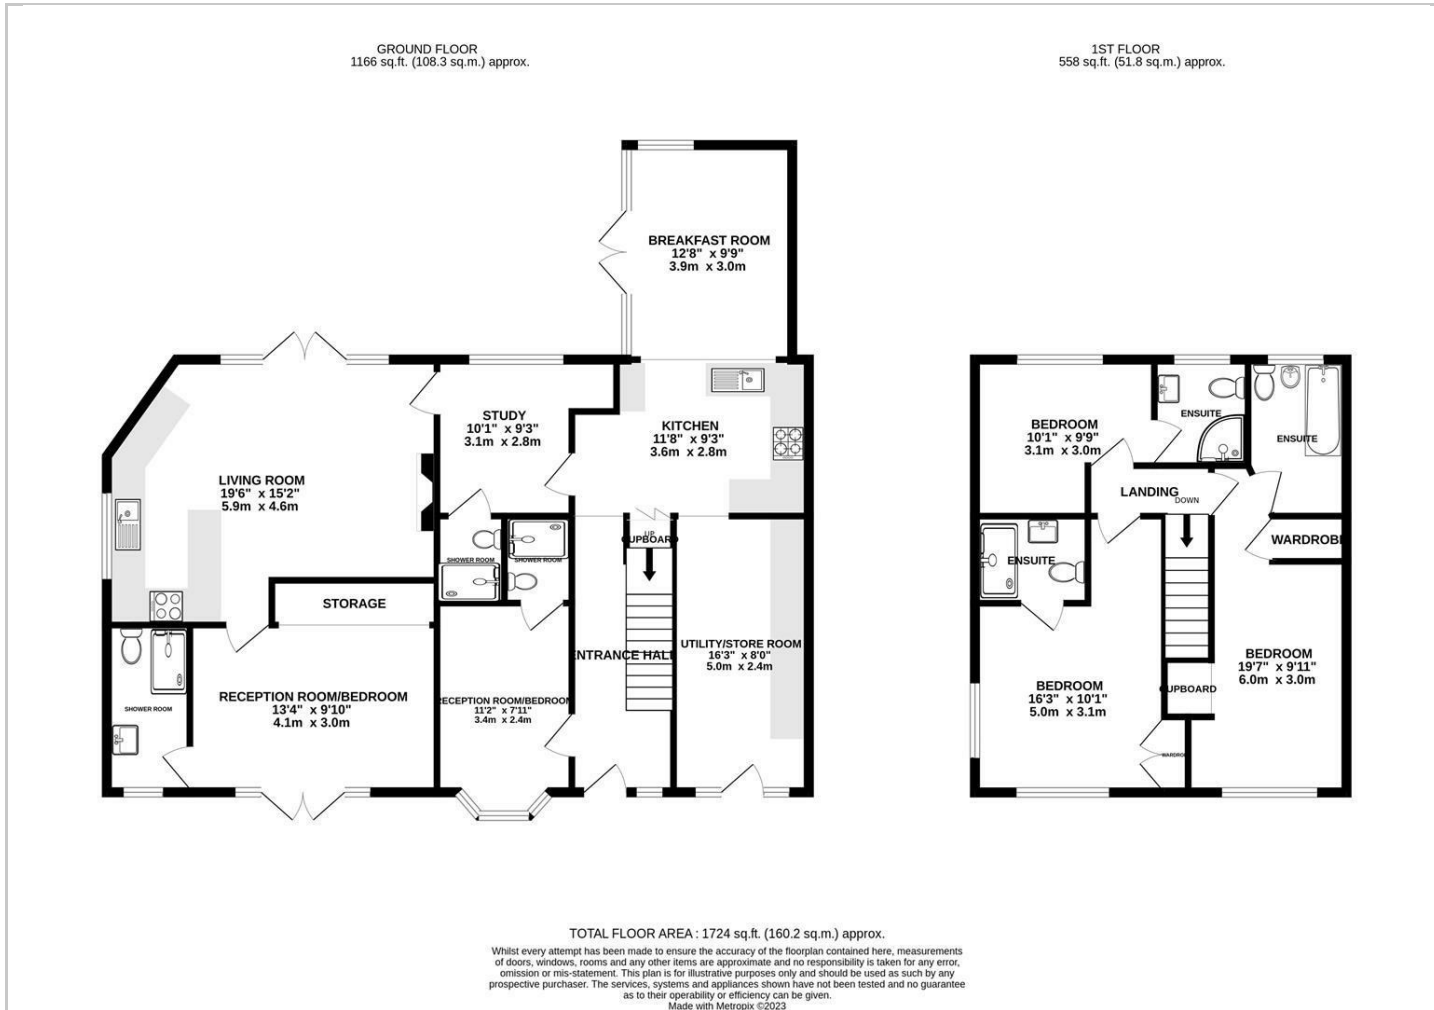 GROUND FLOOR
1166 sq.ft. (108.3 sq.m.) approx.
1ST FLOOR
558 sq.ft. (51.8 sq.m.) approx.
BREAKFAST ROOM
12'8" x 9'9"
3.9m x 3.0m
STUDY
10'1" x 9'3"
3.1m x 2.8m
KITCHEN
11'8" x 9'3"
3.6m x 2.8m
LIVING ROOM
19'6" x 15'2"
5.9m x 4.6m
UP
CUPBOARD
SHOWER ROOM
SHOWER ROOM
STORAGE
ENTRANCE HALL
UTILITY/STORE ROOM
16'3" x 8'0"
5.0m x 2.4m
RECEPTION ROOM/BEDROOM
13'4" x 9'10"
4.1m x 3.0m
SHOWER ROOM
RECEPTION ROOM/BEDROOM
11'2" x 7'11"
3.4m x 2.4m
BEDROOM
10'1" x 9'9"
3.1m x 3.0m
ENSUITE
ENSUITE
LANDING
DOWN
WARDROBE
ENSUITE
BEDROOM
19'7" x 9'11"
6.0m x 3.0m
BEDROOM
16'3" x 10'1"
5.0m x 3.1m
CUPBOARD
WARDROBE
TOTAL FLOOR AREA : 1724 sq.ft. (160.2 sq.m.) approx.
Whilst every attempt has been made to ensure the accuracy of the floorplan contained here, measurements
of doors, windows, rooms and any other items are approximate and no responsibility is taken for any error,
omission or mis-statement. This plan is for illustrative purposes only and should be used as such by any
prospective purchaser. The services, systems and appliances shown have not been tested and no guarantee
as to their operability or efficiency can be given.
Made with Metropix ©2023